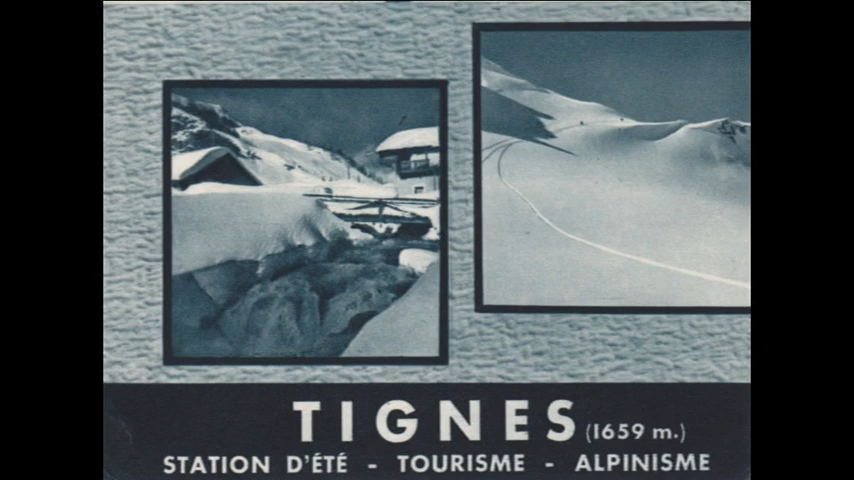 TIGNES (1659 m.)
STATION D'ÉTÉ - TOURISME - ALPINISME